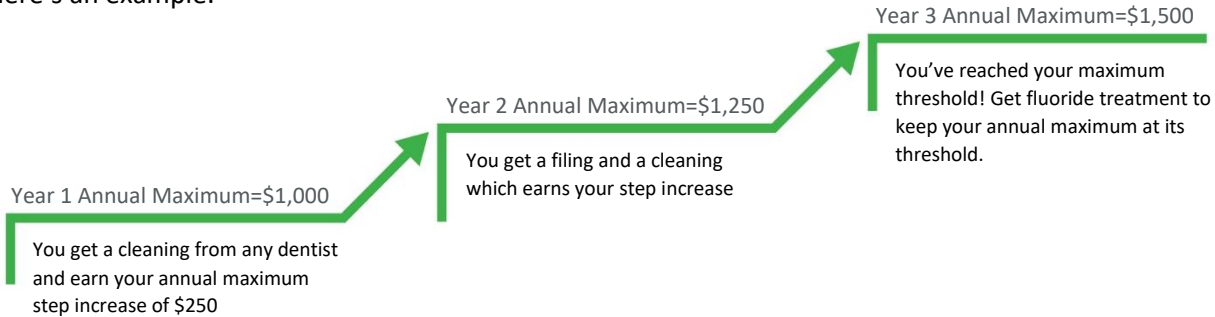 Here's an example:
Year 1 Annual Maximum=$1,000
You get a cleaning from any dentist
and earn your annual maximum
step increase of $250
Year 2 Annual Maximum=$1,250
You get a filing and a cleaning
which earns your step increase
Year 3 Annual Maximum=$1,500
You’ve reached your maximum
threshold! Get fluoride treatment to
keep your annual maximum at its
threshold.